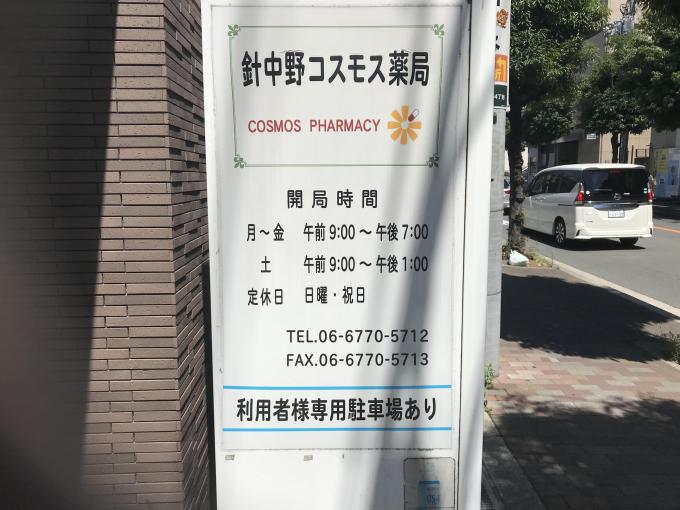 針中野コスモス薬局
COSMOS PHARMACY
開局時間
月〜金 午前 9:00 〜 午後 7:00
土 午前 9:00 〜 午後 1:00
定休日 日曜・祝日
TEL.06-6770-5712
FAX.06-6770-5713
利用者様専用駐車場あり